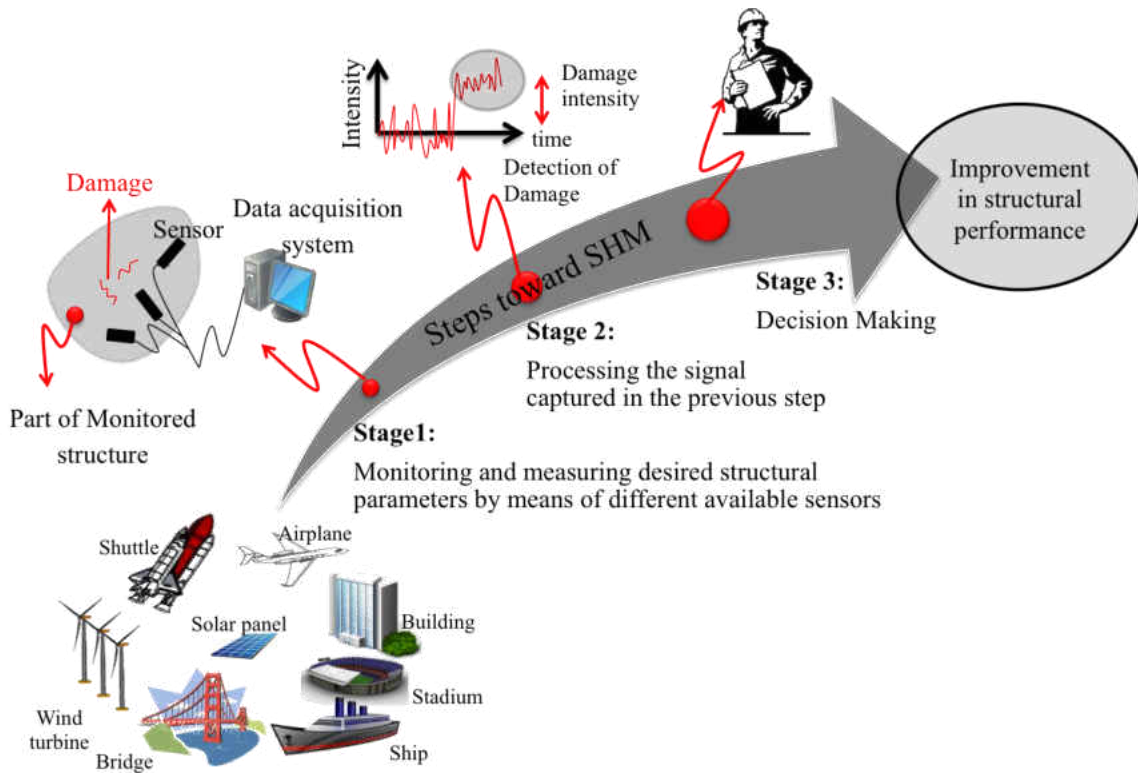 Intensity
Damage
intensity
time
Detection of
Damage
Improvement
in structural
performance
Damage
Sensor
Data acquisition
system
Steps toward SHM
Stage 3:
Decision Making
Stage 2:
Processing the signal
captured in the previous step
Part of Monitored
structure
Stage1:
Monitoring and measuring desired structural
parameters by means of different available sensors
Shuttle
Airplane
Solar panel
Building
Stadium
Wind
turbine
Bridge
Ship